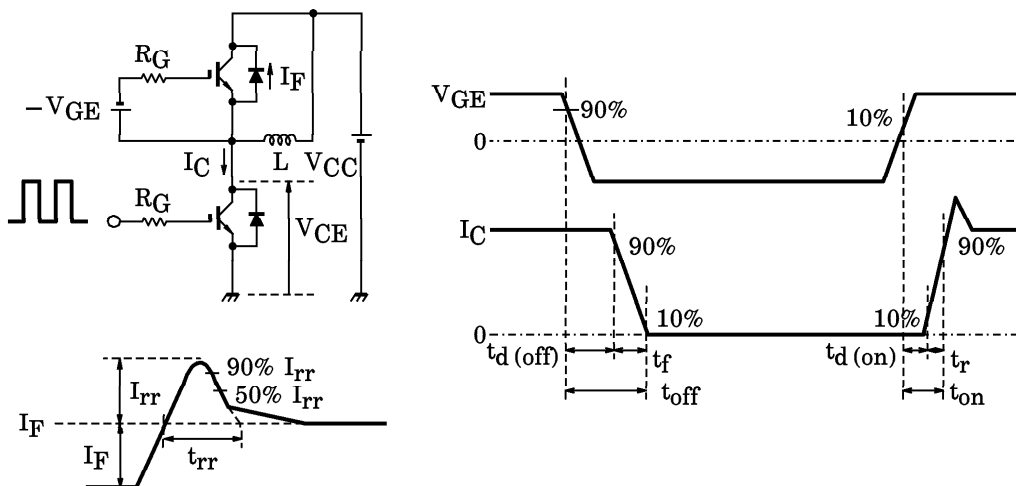 R_G
I_F
−V_GE
I_C
L
V_CC
R_G
V_CE
V_GE
90%
10%
0
I_C
90%
90%
0
10%
10%
t_d (off)
t_f
t_d (on)
t_r
t_off
t_on
90% I_rr
50% I_rr
I_rr
I_F
I_F
t_rr